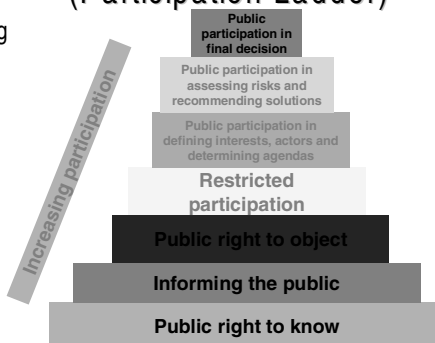 (Participation Ladder)
g
Public
participation in
final decision
Public participation in
assessing risks and
recommending solutions
Public participation in
defining interests, actors and
determining agendas
Restricted
participation
Public right to object
Informing the public
Public right to know
Increasing participation